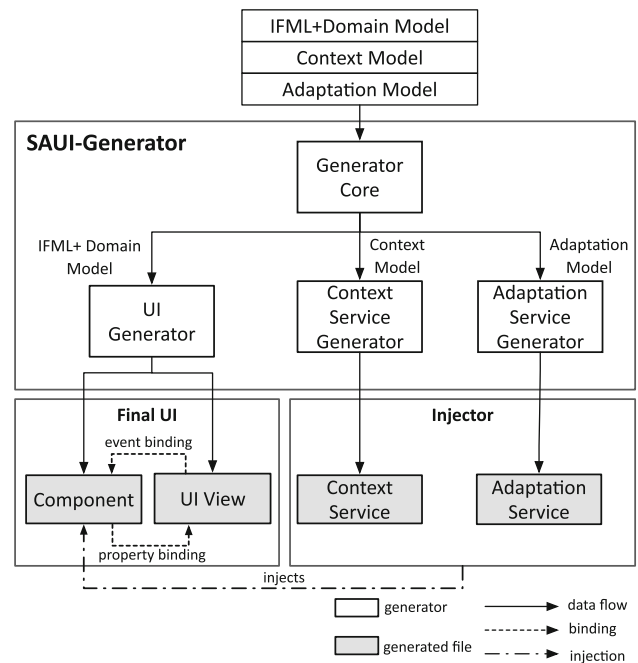 IFML+Domain Model
Context Model
Adaptation Model
SAUI-Generator
Generator
Core
IFML+ Domain
Model
Context
Model
Adaptation
Model
UI
Generator
Context
Service
Generator
Adaptation
Service
Generator
Final UI
Injector
event binding
Component
UI View
Context
Service
Adaptation
Service
property binding
injects
generator
data flow
binding
generated file
injection